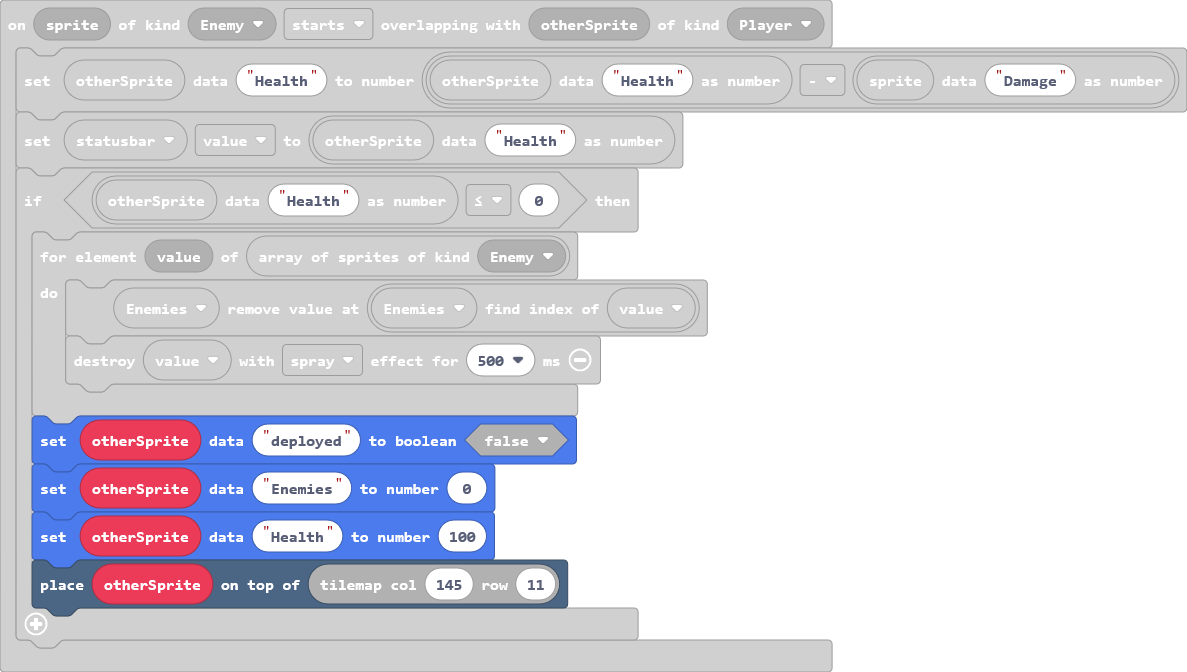 on sprite of kind Enemy starts overlapping with otherSprite of kind Player
set otherSprite data "Health" to number otherSprite data "Health" as number - sprite data "Damage" as number
set statusbar value to otherSprite data "Health" as number
if otherSprite data "Health" as number ≤ 0 then
for element value of array of sprites of kind Enemy
do
Enemies remove value at Enemies find index of value
destroy value with spray effect for 500 ms
set otherSprite data "deployed" to boolean false
set otherSprite data "Enemies" to number 0
set otherSprite data "Health" to number 100
place otherSprite on top of tilemap col 145 row 11